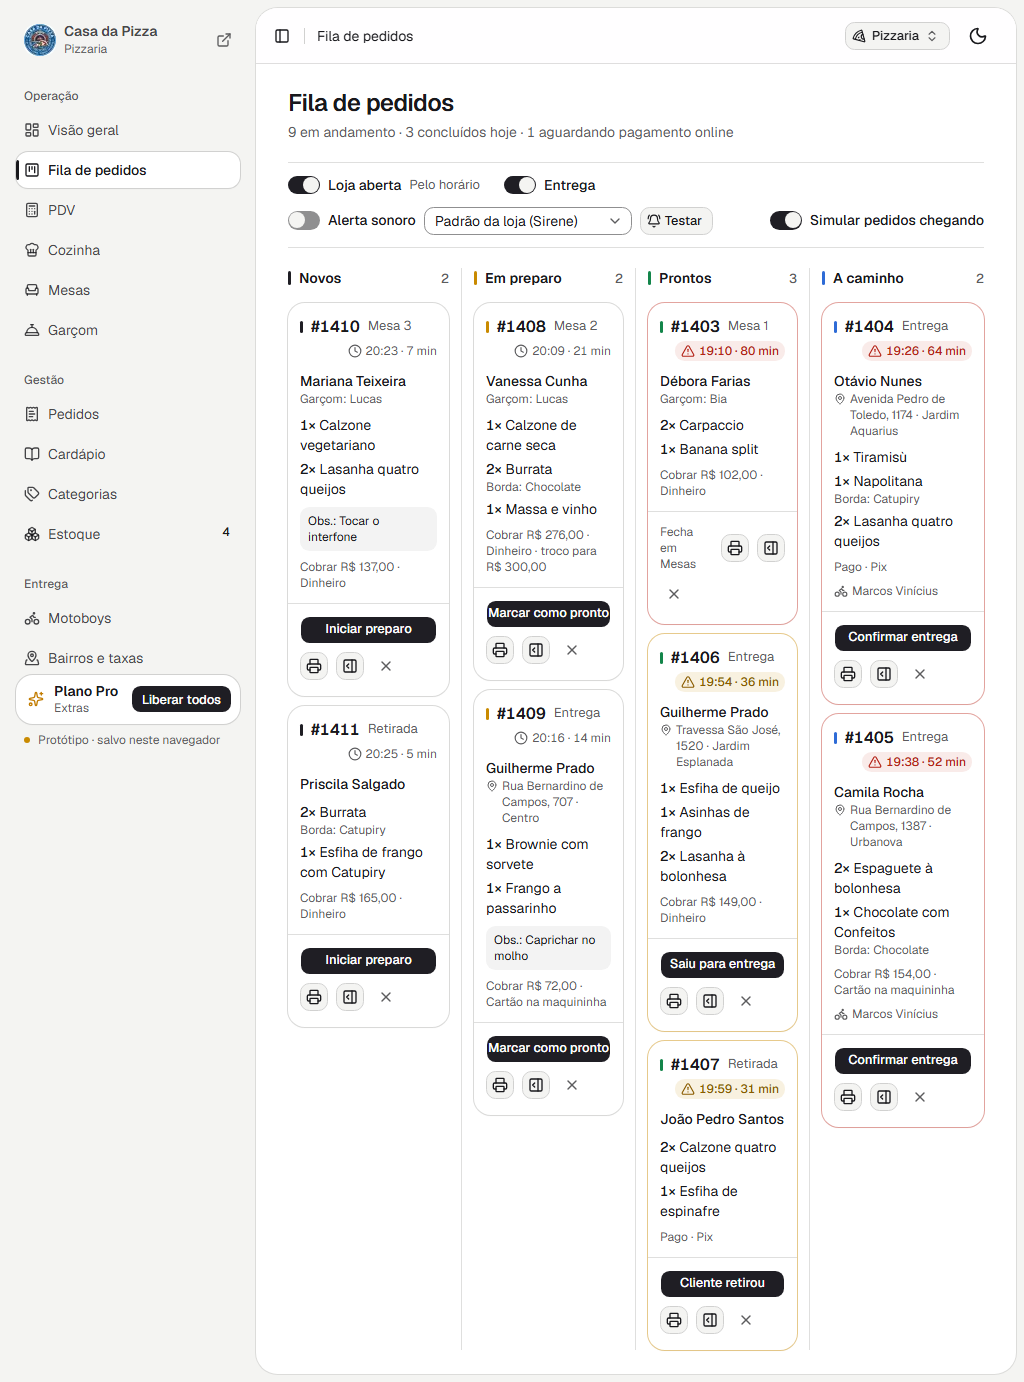 Casa da Pizza
Pizzaria
Operação
Visão geral
Fila de pedidos
PDV
Cozinha
Mesas
Garçom
Gestão
Pedidos
Cardápio
Categorias
Estoque 4
Entrega
Motoboys
Bairros e taxas
Plano Pro
Extras
Liberar todos
Protótipo · salvo neste navegador
Fila de pedidos
Pizzaria
Fila de pedidos
9 em andamento · 3 concluídos hoje · 1 aguardando pagamento online
Loja aberta Pelo horário Entrega
Alerta sonoro Padrão da loja (Sirene) Testar Simular pedidos chegando
Novos 2
#1410 Mesa 3
20:23 · 7 min
Mariana Teixeira
Garçom: Lucas
1× Calzone
vegetariano
2× Lasanha quatro
queijos
Obs.: Tocar o
interfone
Cobrar R$ 137,00 ·
Dinheiro
Iniciar preparo
#1411 Retirada
20:25 · 5 min
Priscila Salgado
2× Burrata
Borda: Catupiry
1× Esfiha de frango
com Catupiry
Cobrar R$ 165,00 ·
Dinheiro
Iniciar preparo
Em preparo 2
#1408 Mesa 2
20:09 · 21 min
Vanessa Cunha
Garçom: Lucas
1× Calzone de
carne seca
2× Burrata
Borda: Chocolate
1× Massa e vinho
Cobrar R$ 276,00 ·
Dinheiro · troco para
R$ 300,00
Marcar como pronto
#1409 Entrega
20:16 · 14 min
Guilherme Prado
Rua Bernardino de
Campos, 707 ·
Centro
1× Brownie com
sorvete
1× Frango a
passarinho
Obs.: Caprichar no
molho
Cobrar R$ 72,00 ·
Cartão na maquininha
Marcar como pronto
Prontos 3
#1403 Mesa 1
19:10 · 80 min
Débora Farias
Garçom: Bia
2× Carpaccio
1× Banana split
Cobrar R$ 102,00 ·
Dinheiro
Fecha
em
Mesas
#1406 Entrega
19:54 · 36 min
Guilherme Prado
Travessa São José,
1520 · Jardim
Esplanada
1× Esfiha de queijo
1× Asinhas de
frango
2× Lasanha à
bolonhesa
Cobrar R$ 149,00 ·
Dinheiro
Saiu para entrega
#1407 Retirada
19:59 · 31 min
João Pedro Santos
2× Calzone quatro
queijos
1× Esfiha de
espinafre
Pago · Pix
Cliente retirou
A caminho 2
#1404 Entrega
19:26 · 64 min
Otávio Nunes
Avenida Pedro de
Toledo, 1174 · Jardim
Aquarius
1× Tiramisù
1× Napolitana
Borda: Catupiry
2× Lasanha quatro
queijos
Pago · Pix
Marcos Vinícius
Confirmar entrega
#1405 Entrega
19:38 · 52 min
Camila Rocha
Rua Bernardino de
Campos, 1387 ·
Urbanova
2× Espaguete à
bolonhesa
1× Chocolate com
Confeitos
Borda: Chocolate
Cobrar R$ 154,00 ·
Cartão na maquininha
Marcos Vinícius
Confirmar entrega